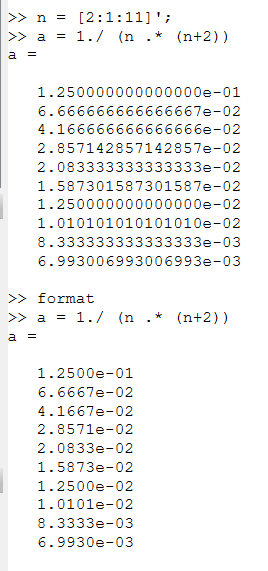 >> n = [2:1:11]';
>> a = 1./ (n .* (n+2))
a =
1.250000000000000e-01
6.666666666666667e-02
4.166666666666666e-02
2.857142857142857e-02
2.083333333333333e-02
1.587301587301587e-02
1.250000000000000e-02
1.010101010101010e-02
8.333333333333333e-03
6.993006993006993e-03
>> format
>> a = 1./ (n .* (n+2))
a =
1.2500e-01
6.6667e-02
4.1667e-02
2.8571e-02
2.0833e-02
1.5873e-02
1.2500e-02
1.0101e-02
8.3333e-03
6.9930e-03